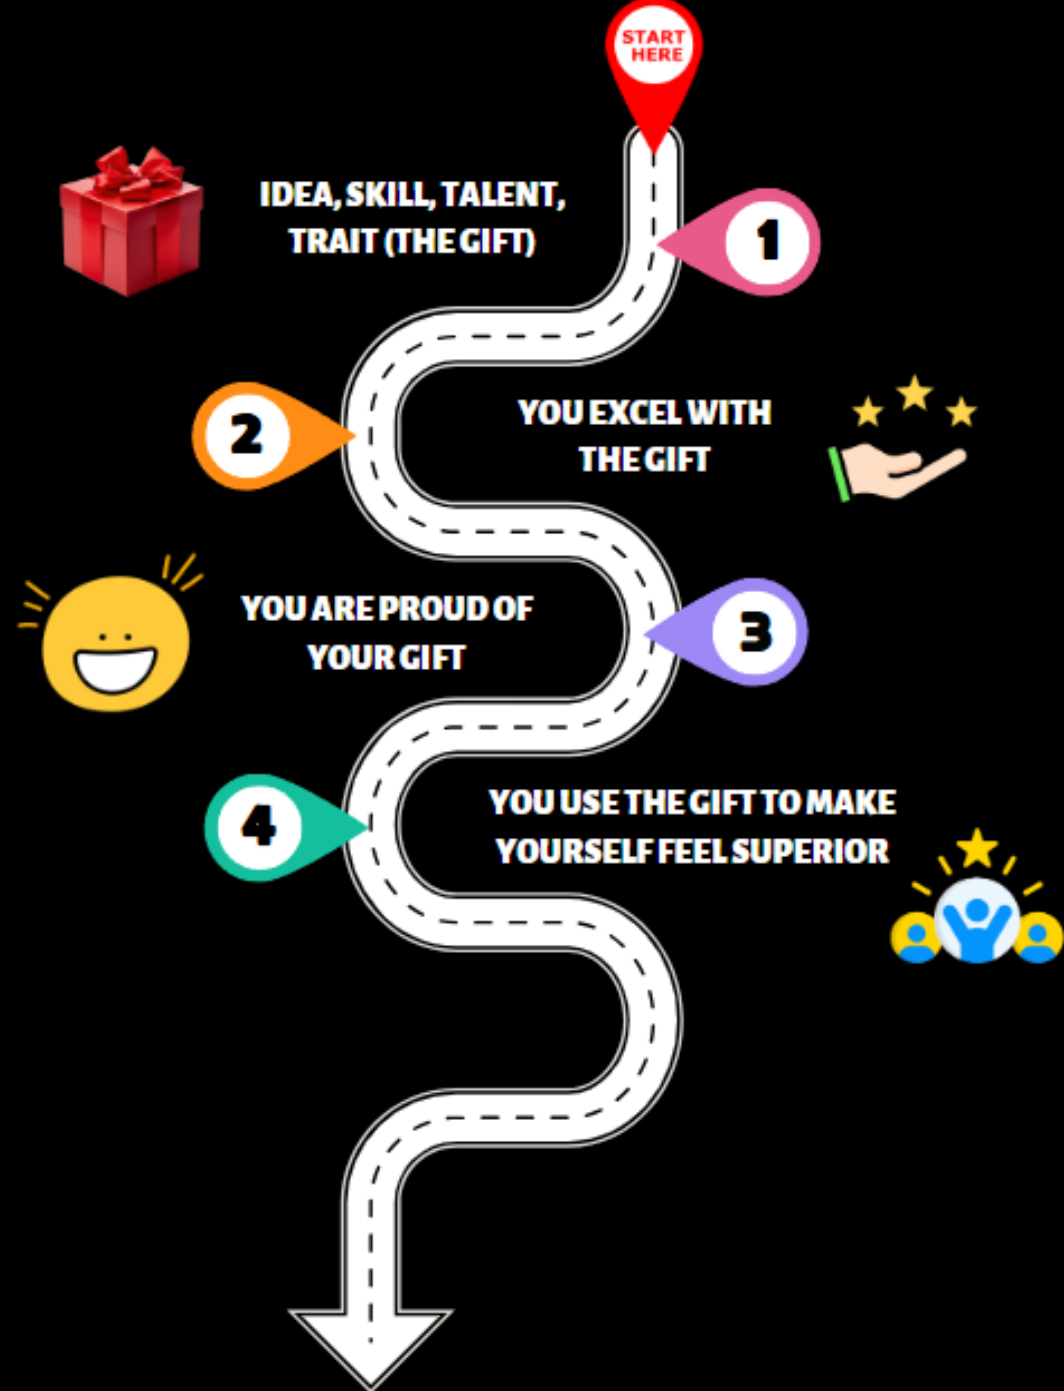 START
HERE
IDEA, SKILL, TALENT,
TRAIT (THE GIFT)
1
2
YOU EXCEL WITH
THE GIFT
YOU ARE PROUD OF
YOUR GIFT
3
4
YOU USE THE GIFT TO MAKE
YOURSELF FEEL SUPERIOR